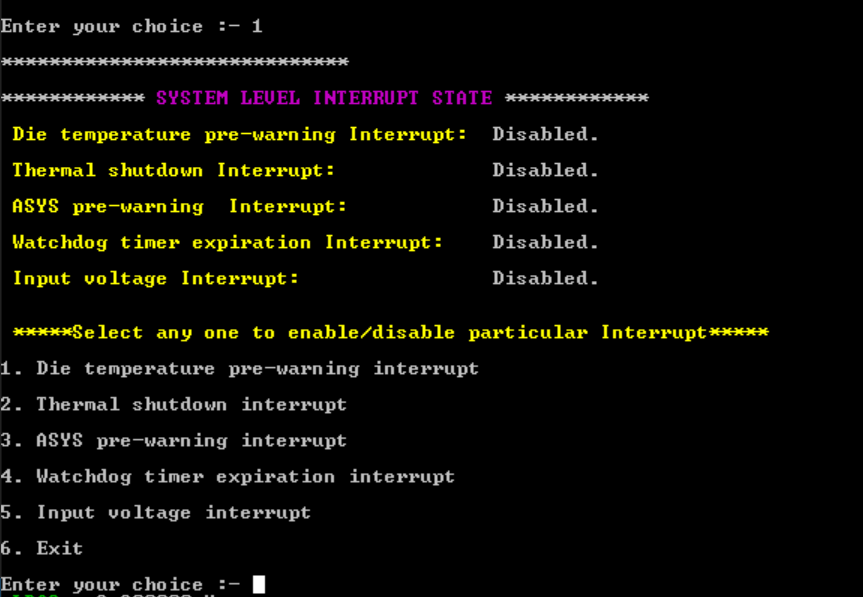 Enter your choice :- 1
*****************************
************ SYSTEM LEVEL INTERRUPT STATE ************
Die temperature pre-warning Interrupt: Disabled.
Thermal shutdown Interrupt: Disabled.
ASYS pre-warning Interrupt: Disabled.
Watchdog timer expiration Interrupt: Disabled.
Input voltage Interrupt: Disabled.
*****Select any one to enable/disable particular Interrupt*****
1. Die temperature pre-warning interrupt
2. Thermal shutdown interrupt
3. ASYS pre-warning interrupt
4. Watchdog timer expiration interrupt
5. Input voltage interrupt
6. Exit
Enter your choice :-